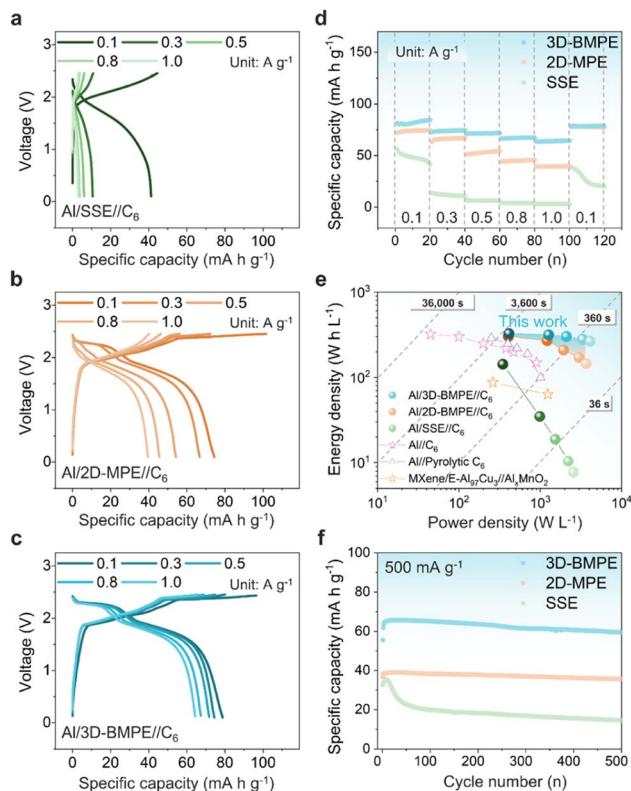 a
0.1 0.3 0.5
0.8 1.0 Unit: A g⁻¹
3
2
1
0
Voltage (V)
Al/SSE//C₆
0 20 40 60 80 100
Specific capacity (mA h g⁻¹)
b
0.1 0.3 0.5
0.8 1.0 Unit: A g⁻¹
3
2
1
0
Voltage (V)
Al/2D-MPE//C₆
0 20 40 60 80 100
Specific capacity (mA h g⁻¹)
c
0.1 0.3 0.5
0.8 1.0 Unit: A g⁻¹
3
2
1
0
Voltage (V)
Al/3D-BMPE//C₆
0 20 40 60 80 100
Specific capacity (mA h g⁻¹)
d
Unit: A g⁻¹
3D-BMPE
2D-MPE
SSE
150
100
50
0
Specific capacity (mA h g⁻¹)
0.1 0.3 0.5 0.8 1.0 0.1
0 20 40 60 80 100 120
Cycle number (n)
e
36,000 s 3,600 s 360 s
This work
36 s
10³
10²
10¹
Energy density (W h L⁻¹)
Al/3D-BMPE//C₆
Al/2D-BMPE//C₆
Al/SSE//C₆
Al//C₆
Al//Pyrolytic C₆
MXene/E-Al₉₇Cu₃//AlₓMnO₂
10¹ 10² 10³ 10⁴
Power density (W L⁻¹)
f
500 mA g⁻¹
3D-BMPE
2D-MPE
SSE
100
80
60
40
20
0
Specific capacity (mA h g⁻¹)
0 100 200 300 400 500
Cycle number (n)